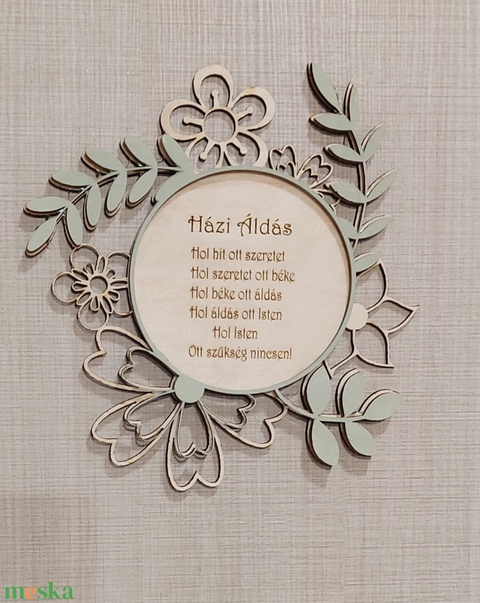 Házi Áldás
Hol hit ott szeretet
Hol szeretet ott béke
Hol béke ott áldás
Hol áldás ott Isten
Hol Isten
Ott szükség nincsen!
meska